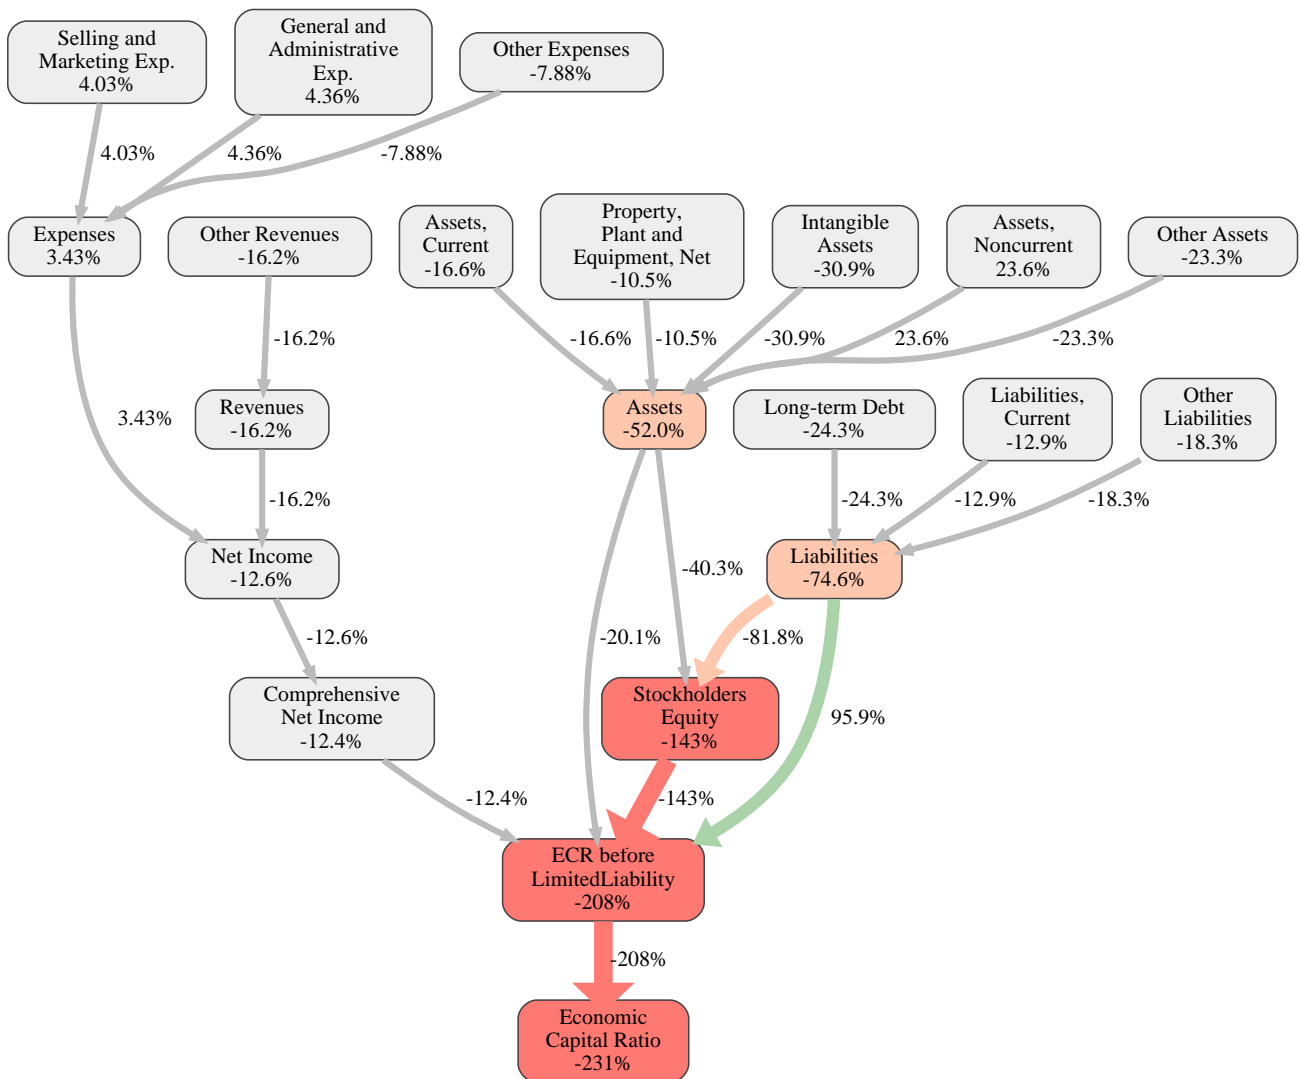 Selling and
Marketing Exp.
4.03%
General and
Administrative
Exp.
4.36%
Other Expenses
-7.88%
4.03%
4.36%
-7.88%
Expenses
3.43%
Other Revenues
-16.2%
Assets,
Current
-16.6%
Property,
Plant and
Equipment, Net
-10.5%
Intangible
Assets
-30.9%
Assets,
Noncurrent
23.6%
Other Assets
-23.3%
-16.2%
-16.6%
-10.5%
-30.9%
23.6%
-23.3%
3.43%
Revenues
-16.2%
Assets
-52.0%
Long-term Debt
-24.3%
Liabilities,
Current
-12.9%
Other
Liabilities
-18.3%
-16.2%
-24.3%
-12.9%
-18.3%
Net Income
-12.6%
-40.3%
Liabilities
-74.6%
-12.6%
-20.1%
-81.8%
Comprehensive
Net Income
-12.4%
Stockholders
Equity
-143%
95.9%
-12.4%
-143%
ECR before
LimitedLiability
-208%
-208%
Economic
Capital Ratio
-231%